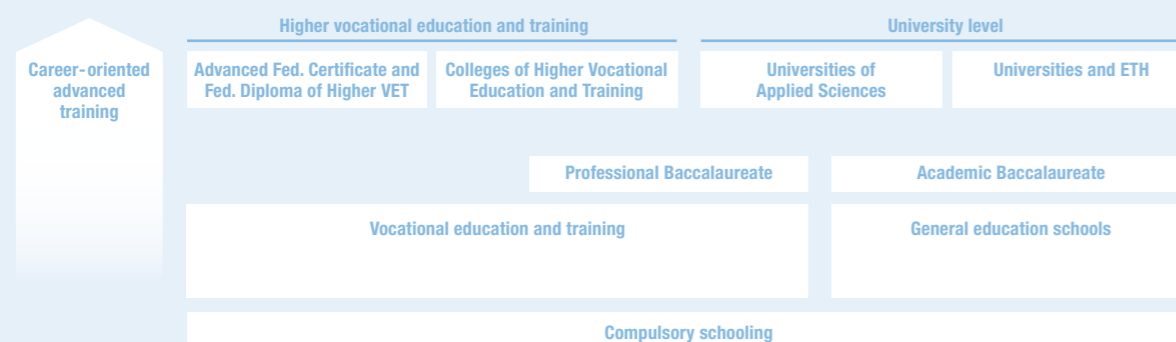 Higher vocational education and training
University level
Career-oriented
advanced
training
Advanced Fed. Certificate and
Fed. Diploma of Higher VET
Colleges of Higher Vocational
Education and Training
Universities of
Applied Sciences
Universities and ETH
Professional Baccalaureate
Academic Baccalaureate
Vocational education and training
General education schools
Compulsory schooling